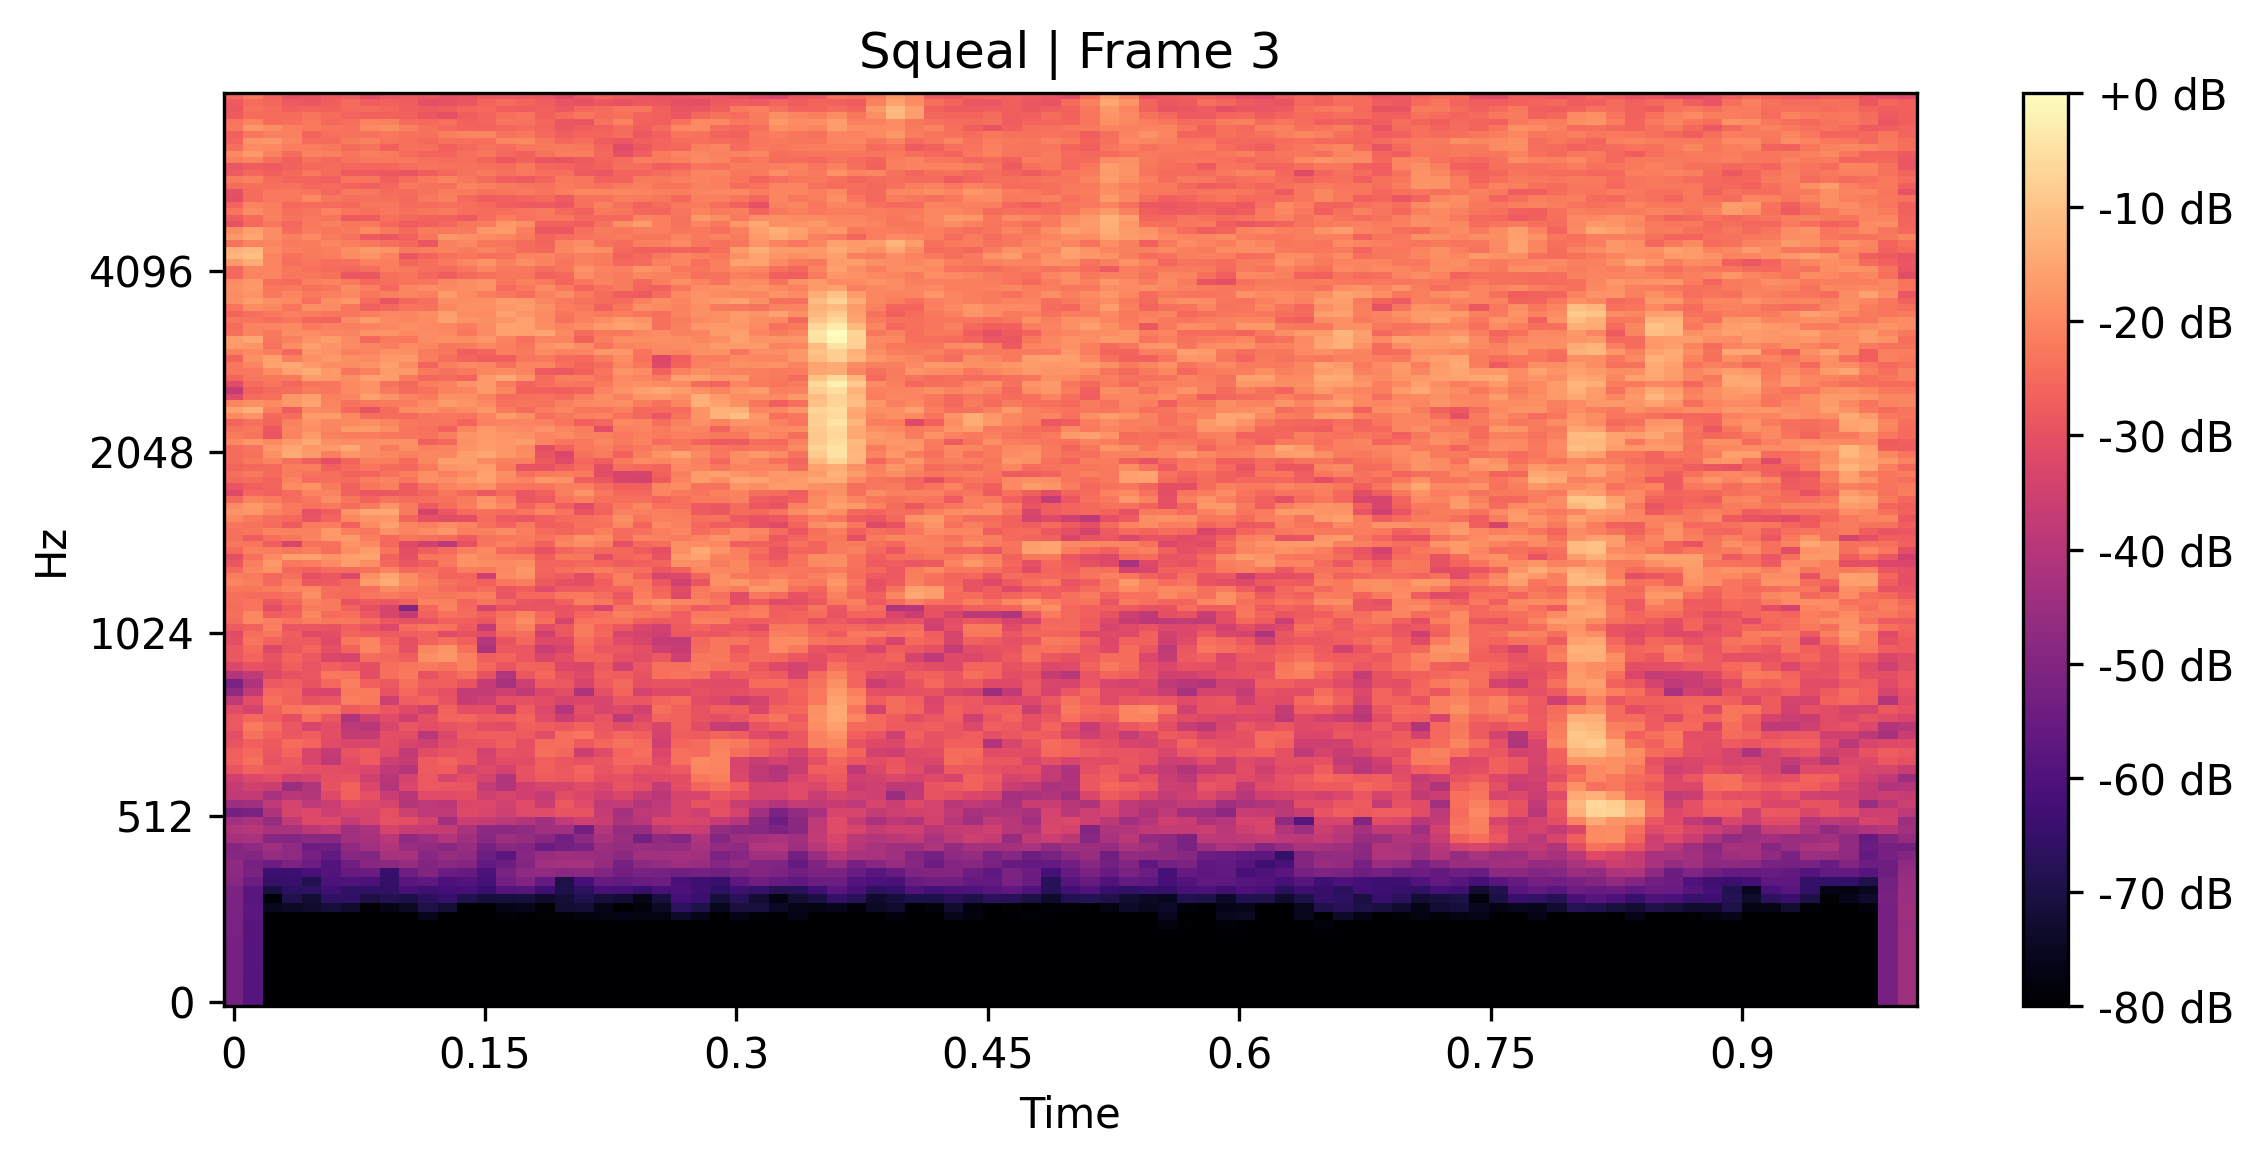 Squeal | Frame 3
+0 dB
-10 dB
-20 dB
-30 dB
-40 dB
-50 dB
-60 dB
-70 dB
-80 dB
Hz
4096
2048
1024
512
0
0 0.15 0.3 0.45 0.6 0.75 0.9
Time